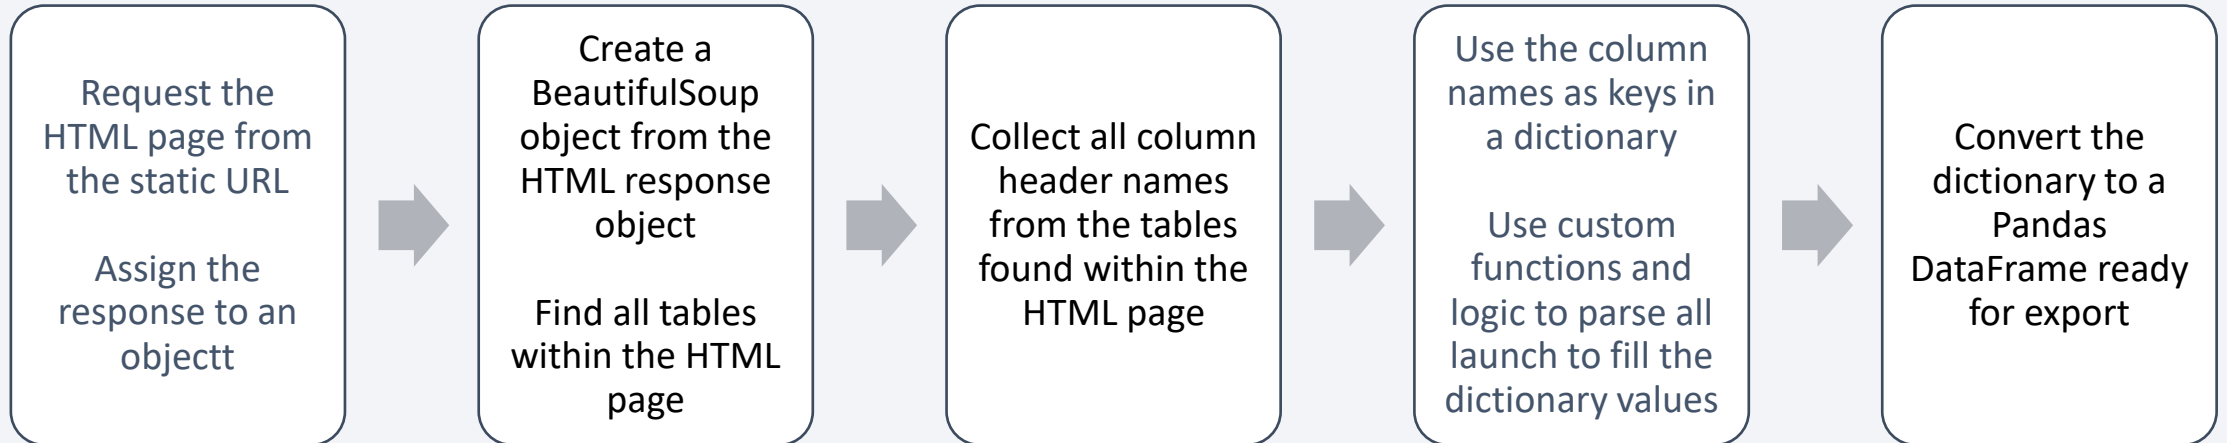 Request the
HTML page from
the static URL
Assign the
response to an
objectt
Create a
BeautifulSoup
object from the
HTML response
object
Find all tables
within the HTML
page
Collect all column
header names
from the tables
found within the
HTML page
Use the column
names as keys in
a dictionary
Use custom
functions and
logic to parse all
launch to fill the
dictionary values
Convert the
dictionary to a
Pandas
DataFrame ready
for export